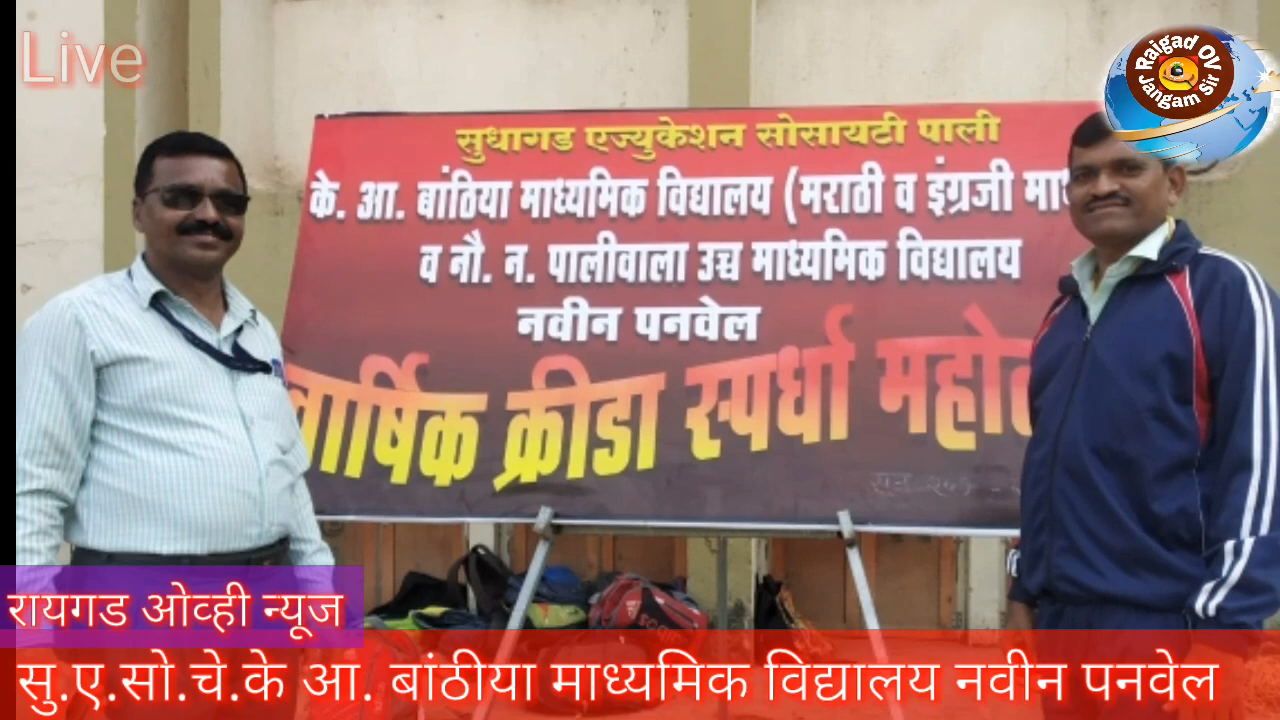 Live
Raigad OV
Jangam Sir
सुधागड एज्युकेशन सोसायटी पाली
के. आ. बांठिया माध्यमिक विद्यालय (मराठी व इंग्रजी
व नौ. न. पालीवाला उच्च माध्यमिक विद्यालय
नवीन पनवेल
वार्षिक क्रीडा स्पर्धा
रायगड ओव्ही न्यूज
सु.ए.सो.चे.के आ. बांठीया माध्यमिक विद्यालय नवीन पनवेल